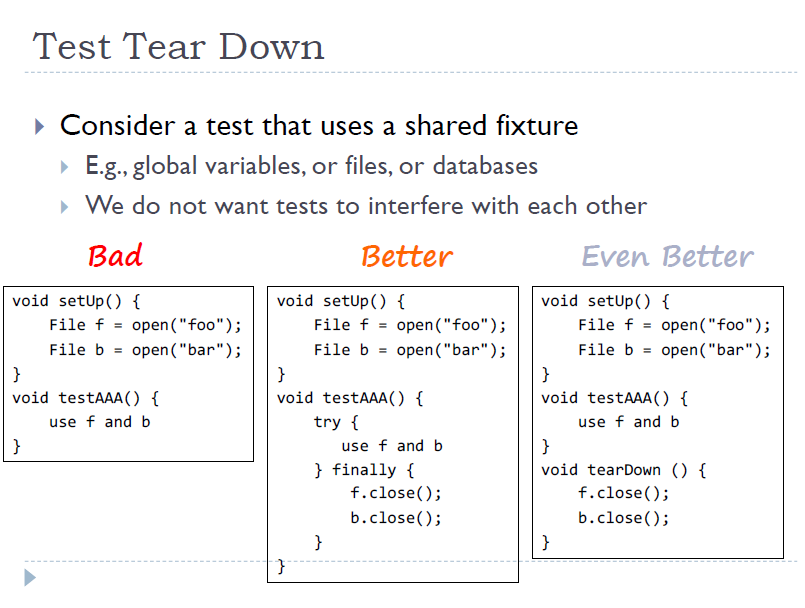 Test Tear Down
Consider a test that uses a shared fixture
E.g., global variables, or files, or databases
We do not want tests to interfere with each other
Bad
void setUp() {
    File f = open("foo");
    File b = open("bar");
}
void testAAA() {
    use f and b
}
Better
void setUp() {
    File f = open("foo");
    File b = open("bar");
}
void testAAA() {
    try {
       use f and b
    } finally {
        f.close();
        b.close();
    }
}
Even Better
void setUp() {
    File f = open("foo");
    File b = open("bar");
}
void testAAA() {
    use f and b
}
void tearDown () {
    f.close();
    b.close();
}